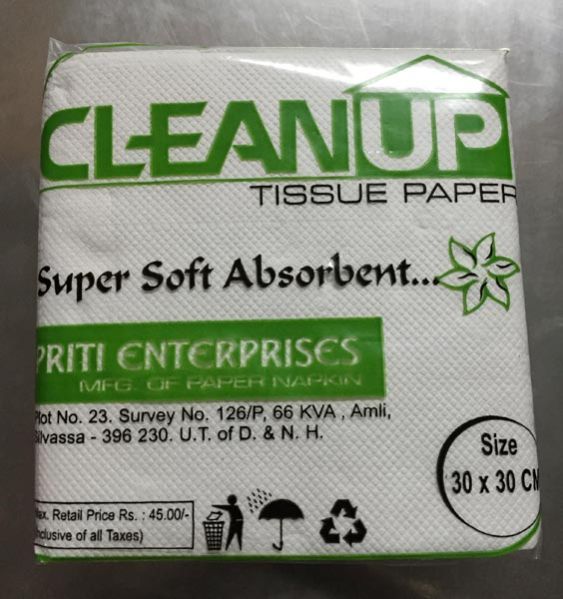 CLEANUP
TISSUE PAPER
Super Soft Absorbent...
PRITI ENTERPRISES
MFG. OF PAPER NAPKIN
Plot No. 23. Survey No. 126/P, 66 KVA , Amli,
Silvassa - 396 230. U.T. of D. & N. H.
Size
30 x 30 CM
Max. Retail Price Rs. : 45.00/-
(Inclusive of all Taxes)